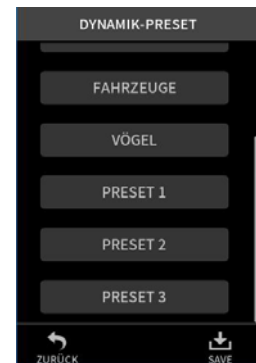 DYNAMIK-PRESET
FAHRZEUGE
VÖGEL
PRESET 1
PRESET 2
PRESET 3
ZURÜCK SAVE